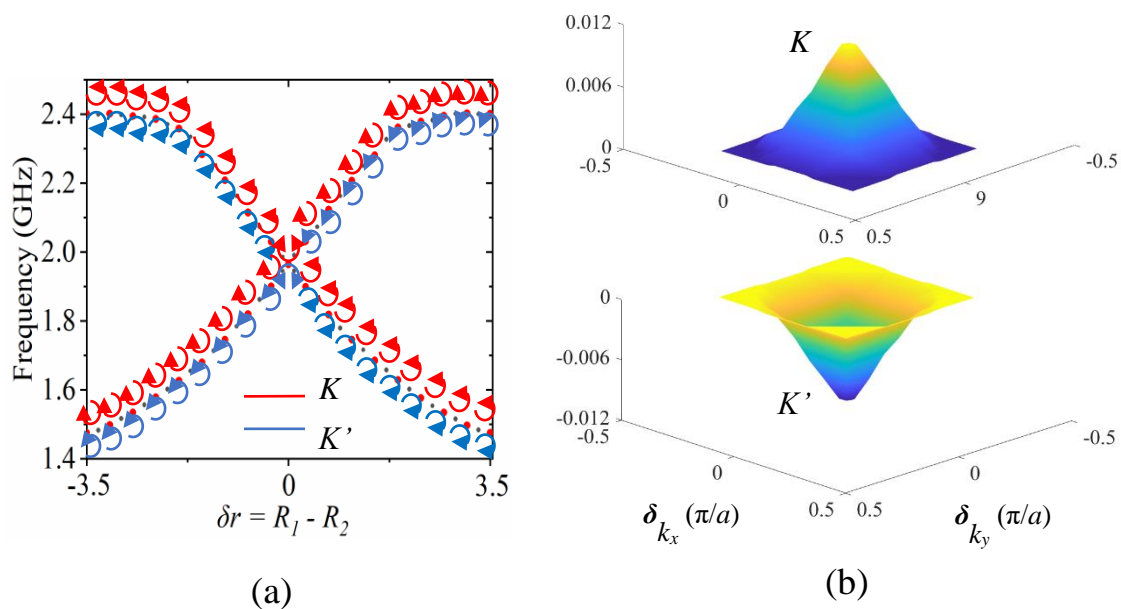 Frequency (GHz)
2.4
2.2
2.0
1.8
1.6
1.4
-3.5
0
3.5
δr = R1 - R2
K
K’
(a)
0.012
0.006
0
-0.5
0
0.5
0.5
9
-0.5
K
0
-0.006
-0.012
-0.5
0
0.5
0.5
0
-0.5
K’
δkx (π/a)
δky (π/a)
(b)